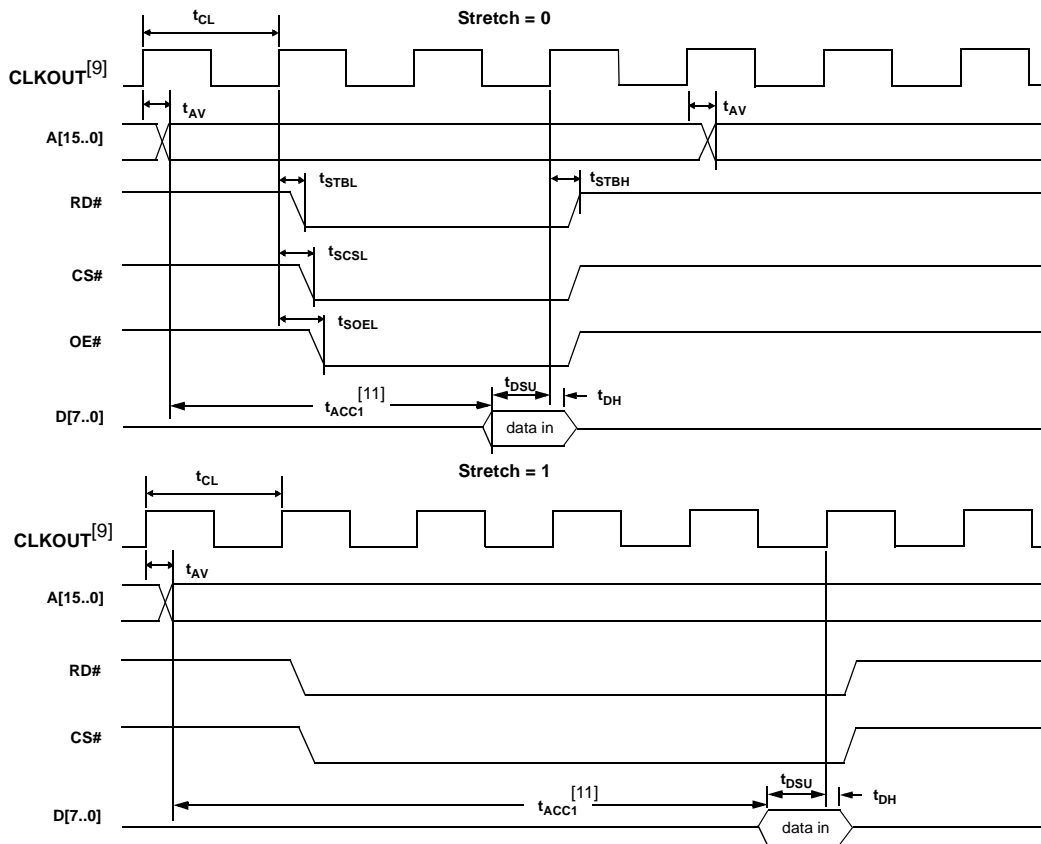 Stretch = 0
tCL
CLKOUT[9]
tAV
tAV
A[15..0]
tSTBL
tSTBH
RD#
tSCSL
CS#
tSOEL
OE#
tDSU
tACC1[11]
tDH
D[7..0]
data in
Stretch = 1
tCL
CLKOUT[9]
tAV
A[15..0]
RD#
CS#
tDSU
tACC1[11]
tDH
D[7..0]
data in